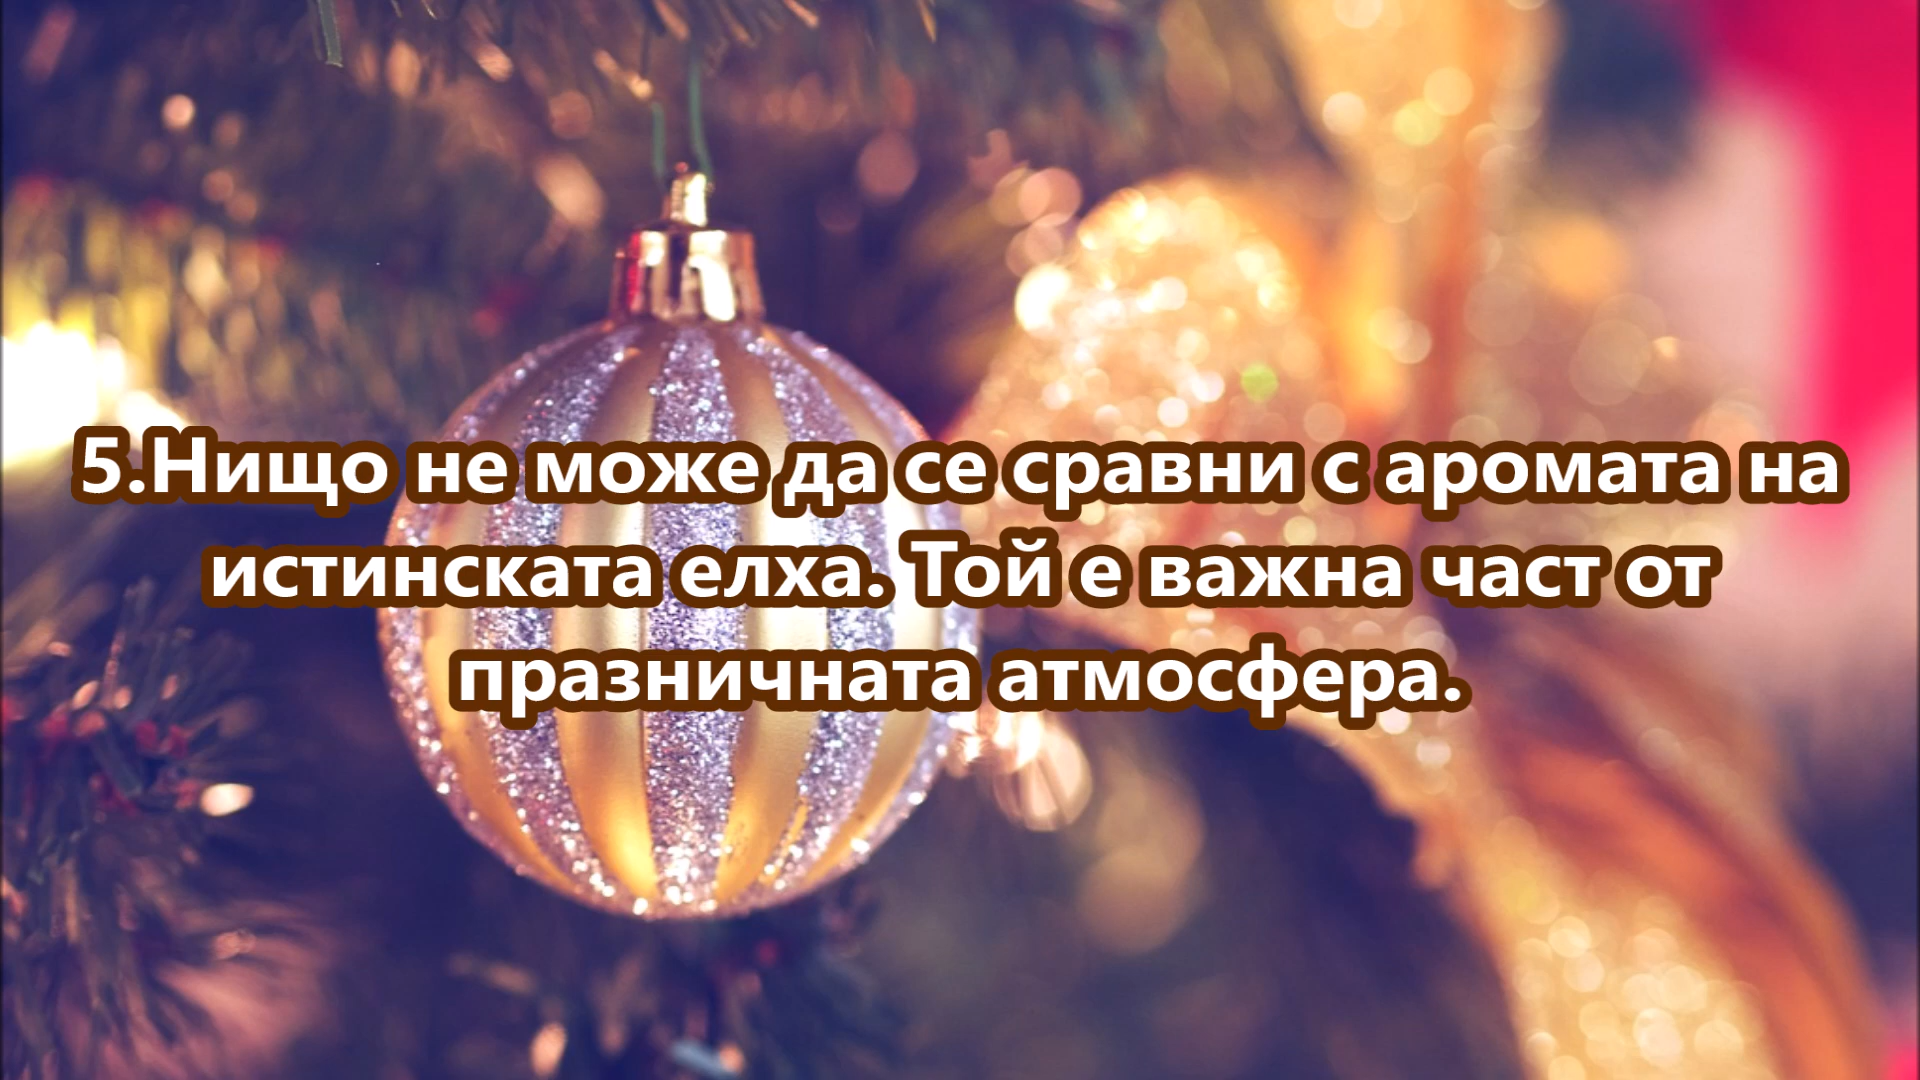 5.Нищо не може да се сравни с аромата на
истинската елха. Той е важна част от
празничната атмосфера.